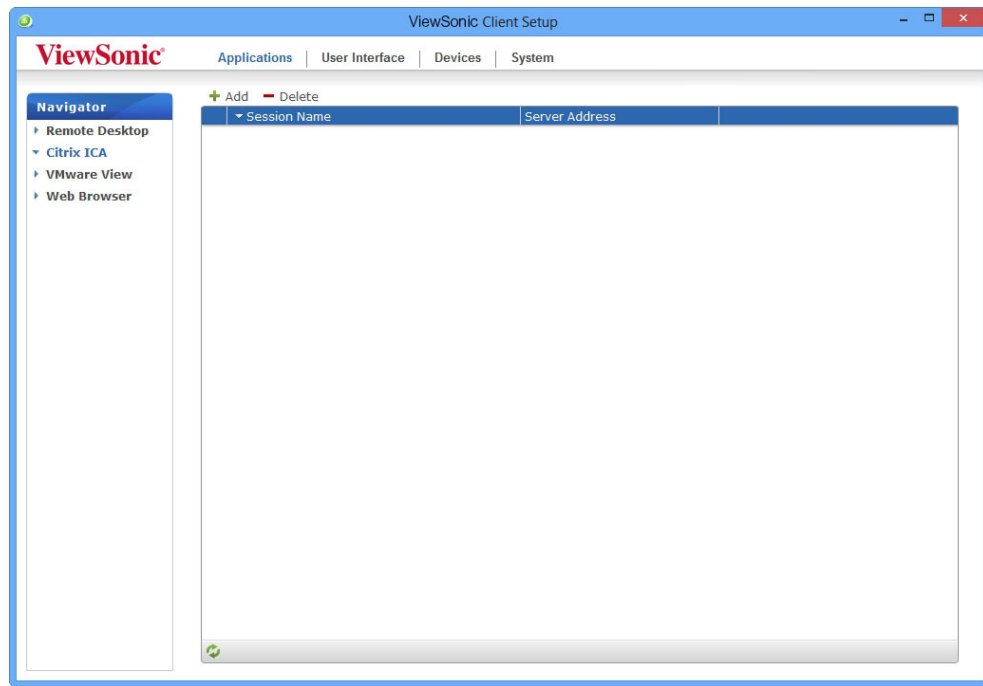 ViewSonic Client Setup
ViewSonic®
Applications | User Interface | Devices | System
Navigator
Remote Desktop
Citrix ICA
VMware View
Web Browser
Add Delete
Session Name Server Address